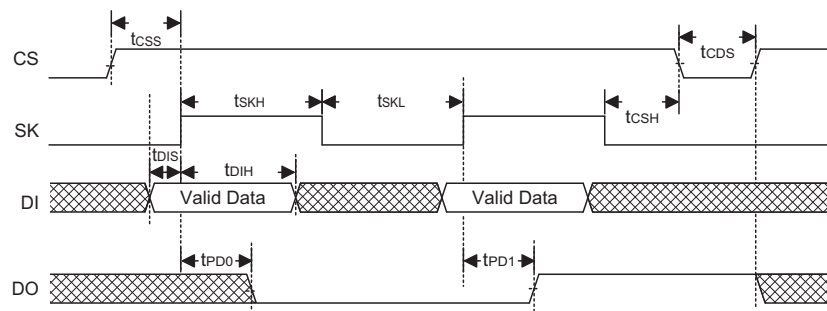 tCSS
CS
tCDS
tSKH
tSKL
tCSH
SK
tDIS
tDIH
DI
Valid Data
Valid Data
tPD0
tPD1
DO